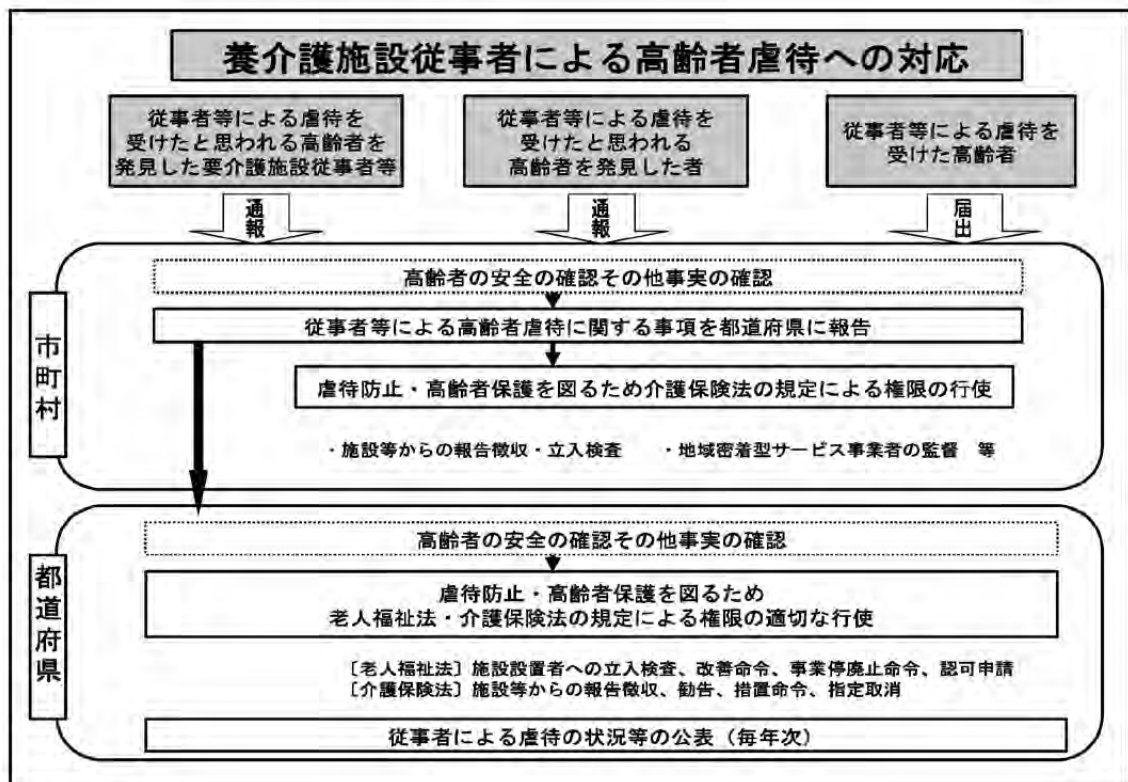 養介護施設従事者による高齢者虐待への対応
従事者等による虐待を
受けたと思われる高齢者を
発見した要介護施設従事者等
従事者等による虐待を
受けたと思われる
高齢者を発見した者
従事者等による虐待を
受けた高齢者
通報
通報
届出
市町村
高齢者の安全の確認その他事実の確認
従事者等による高齢者虐待に関する事項を都道府県に報告
虐待防止・高齢者保護を図るため介護保険法の規定による権限の行使
・施設等からの報告徴収・立入検査
・地域密着型サービス事業者の監督 等
都道府県
高齢者の安全の確認その他事実の確認
虐待防止・高齢者保護を図るため
老人福祉法・介護保険法の規定による権限の適切な行使
〔老人福祉法〕施設設置者への立入検査、改善命令、事業停廃止命令、認可申請
〔介護保険法〕施設等からの報告徴収、勧告、措置命令、指定取消
従事者による虐待の状況等の公表（毎年次）